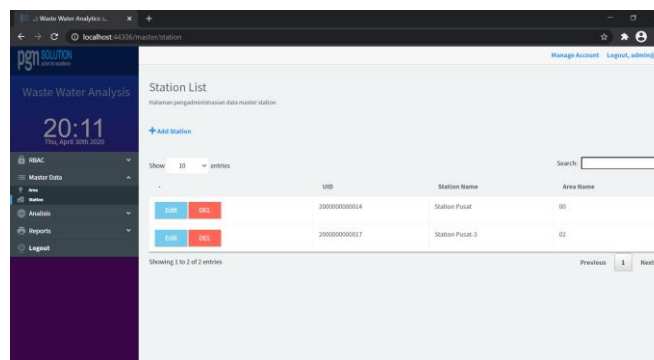 ..: Waste Water Analytics :..
localhost:44306/master/station
pgn SOLUTION
Manage Account Logout, admin@
Waste Water Analysis
20:11
Thu, April 30th 2020
RBAC
Master Data
Area
Station
Analisis
Reports
Logout
Station List
Halaman pengadministrasian data master station
Add Station
Show 10 entries
Search:
UID Station Name Area Name
Edit DEL 2000000000014 Station Pusat 00
Edit DEL 2000000000017 Station Pusat-3 02
Showing 1 to 2 of 2 entries
Previous 1 Next